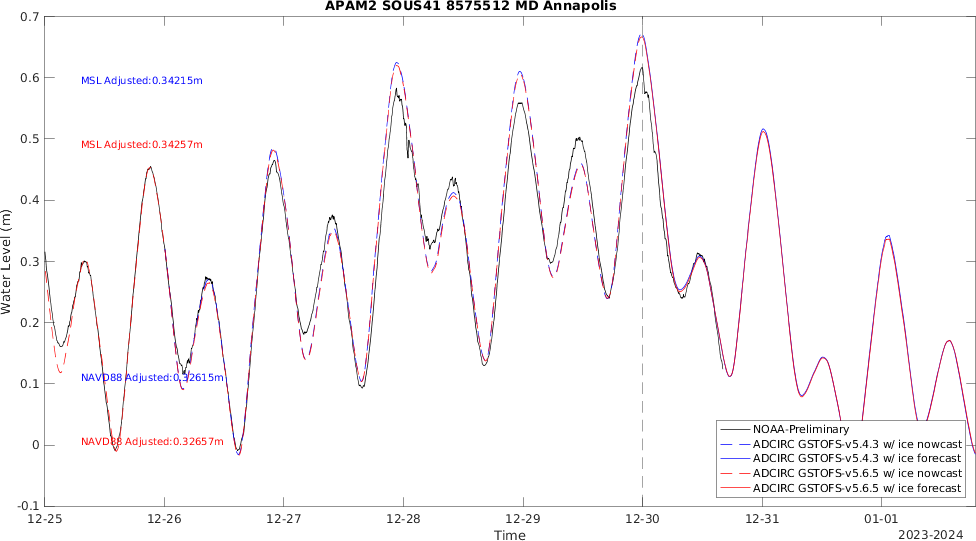 APAM2 SOUS41 8575512 MD Annapolis
0.7
0.6
0.5
0.4
0.3
0.2
0.1
0
-0.1
Water Level (m)
MSL Adjusted:0.34215m
MSL Adjusted:0.34257m
NAVD88 Adjusted:0.32615m
NAVD88 Adjusted:0.32657m
NOAA-Preliminary
ADCIRC GSTOFS-v5.4.3 w/ ice nowcast
ADCIRC GSTOFS-v5.4.3 w/ ice forecast
ADCIRC GSTOFS-v5.6.5 w/ ice nowcast
ADCIRC GSTOFS-v5.6.5 w/ ice forecast
12-25 12-26 12-27 12-28 12-29 12-30 12-31 01-01
Time
2023-2024